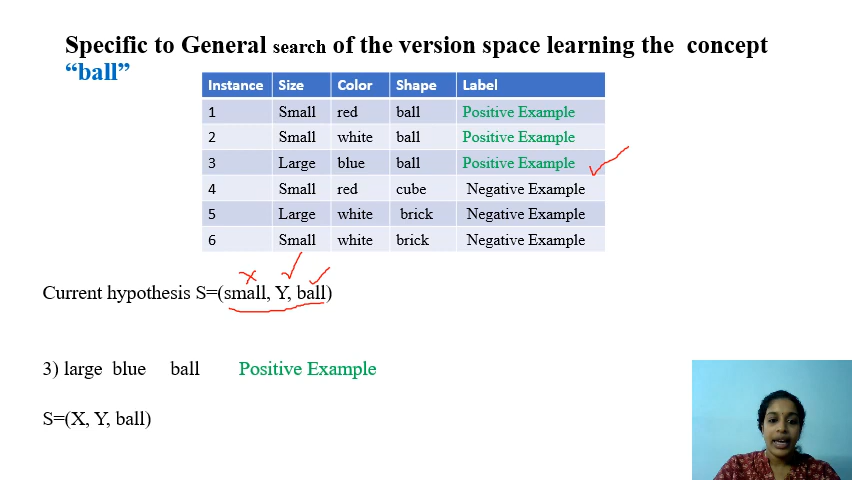 Specific to General search of the version space learning the concept
“ball”
Instance Size Color Shape Label
1 Small red ball Positive Example
2 Small white ball Positive Example
3 Large blue ball Positive Example
4 Small red cube Negative Example
5 Large white brick Negative Example
6 Small white brick Negative Example
Current hypothesis S=(small, Y, ball)
3) large blue ball Positive Example
S=(X, Y, ball)